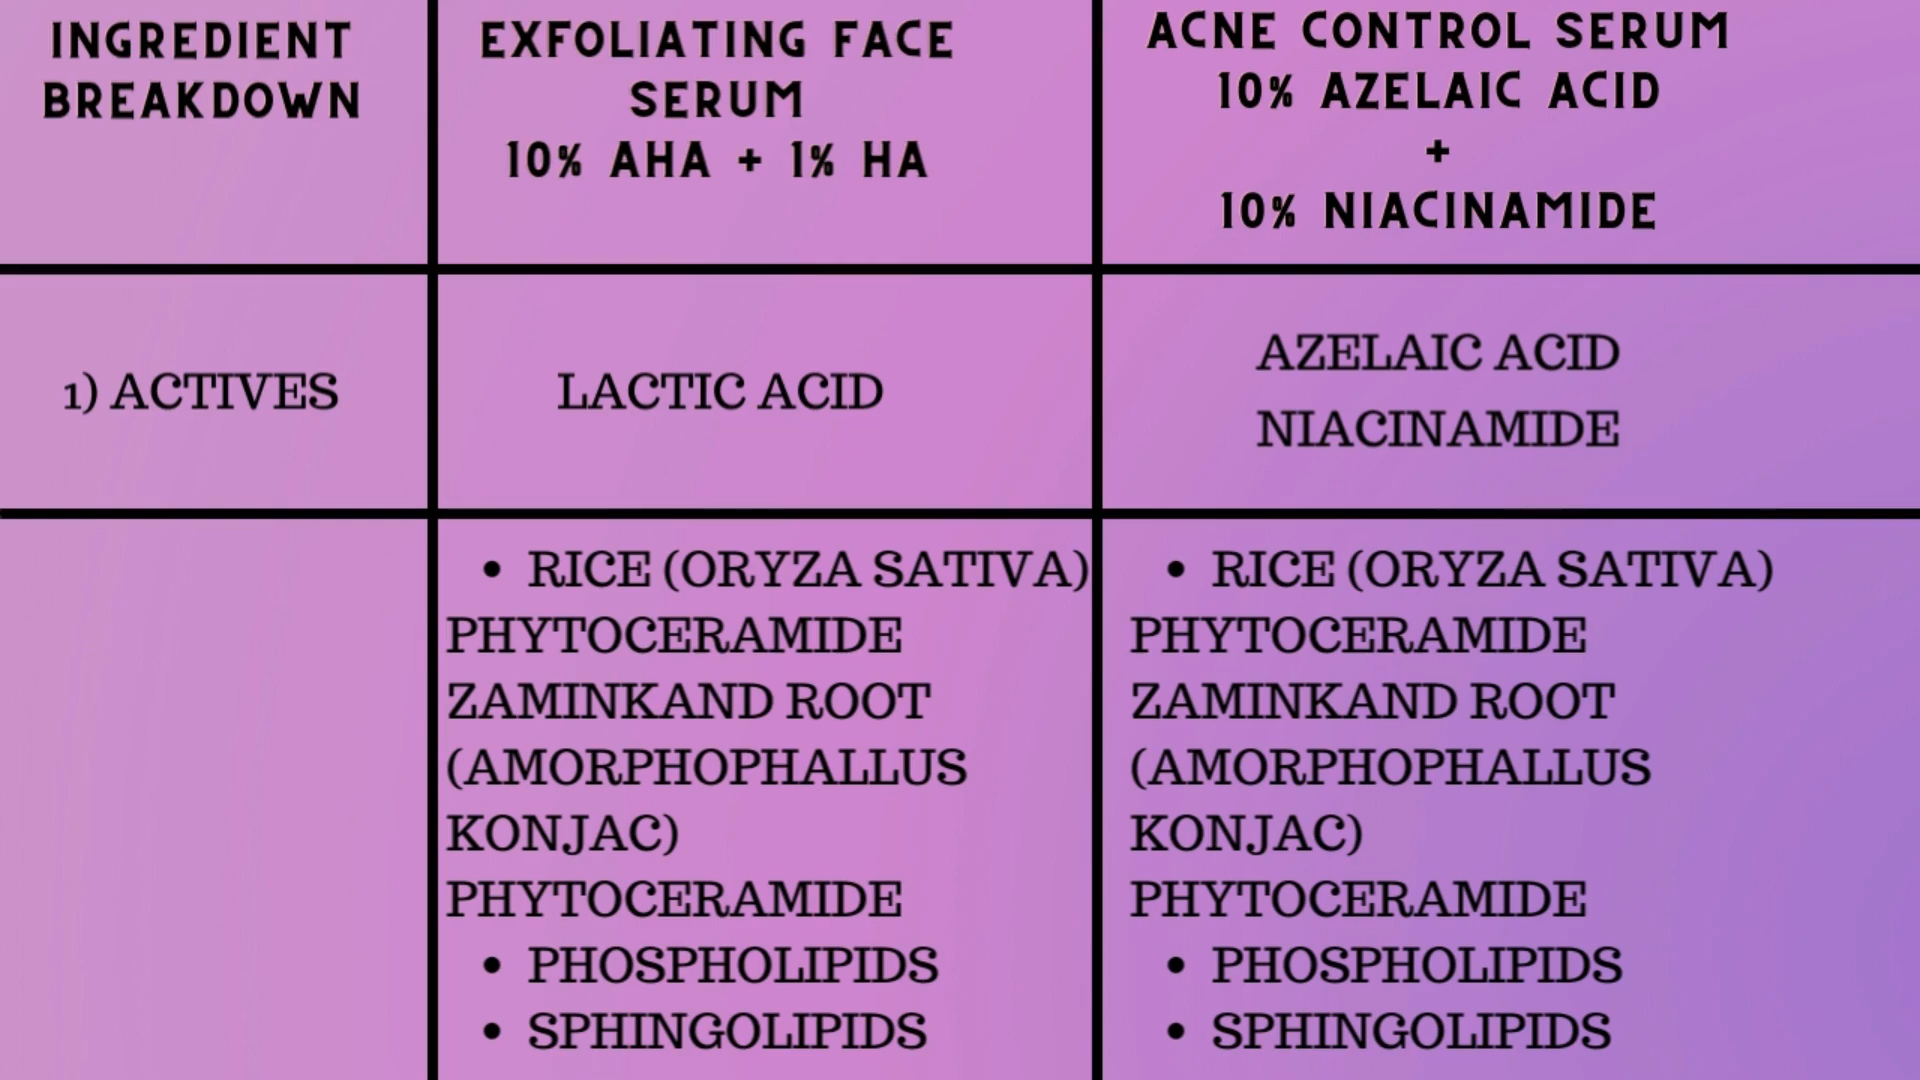 INGREDIENT
BREAKDOWN
EXFOLIATING FACE
SERUM
10% AHA + 1% HA
ACNE CONTROL SERUM
10% AZELAIC ACID
+
10% NIACINAMIDE
1) ACTIVES
LACTIC ACID
AZELAIC ACID
NIACINAMIDE
• RICE (ORYZA SATIVA)
PHYTOCERAMIDE
ZAMINKAND ROOT
(AMORPHOPHALLUS
KONJAC)
PHYTOCERAMIDE
• PHOSPHOLIPIDS
• SPHINGOLIPIDS
• RICE (ORYZA SATIVA)
PHYTOCERAMIDE
ZAMINKAND ROOT
(AMORPHOPHALLUS
KONJAC)
PHYTOCERAMIDE
• PHOSPHOLIPIDS
• SPHINGOLIPIDS